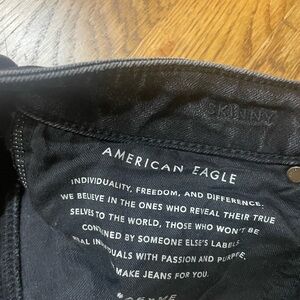 SKINNY
AMERICAN EAGLE
INDIVIDUALITY, FREEDOM, AND DIFFERENCE.
WE BELIEVE IN THE ONES WHO REVEAL THEIR TRUE
SELVES TO THE WORLD, THOSE WHO WON'T BE
BY SOMEONE ELSE'S LABELS.
INDIVIDUALS WITH PASSION AND PURPOSE,
MAKE JEANS FOR YOU.